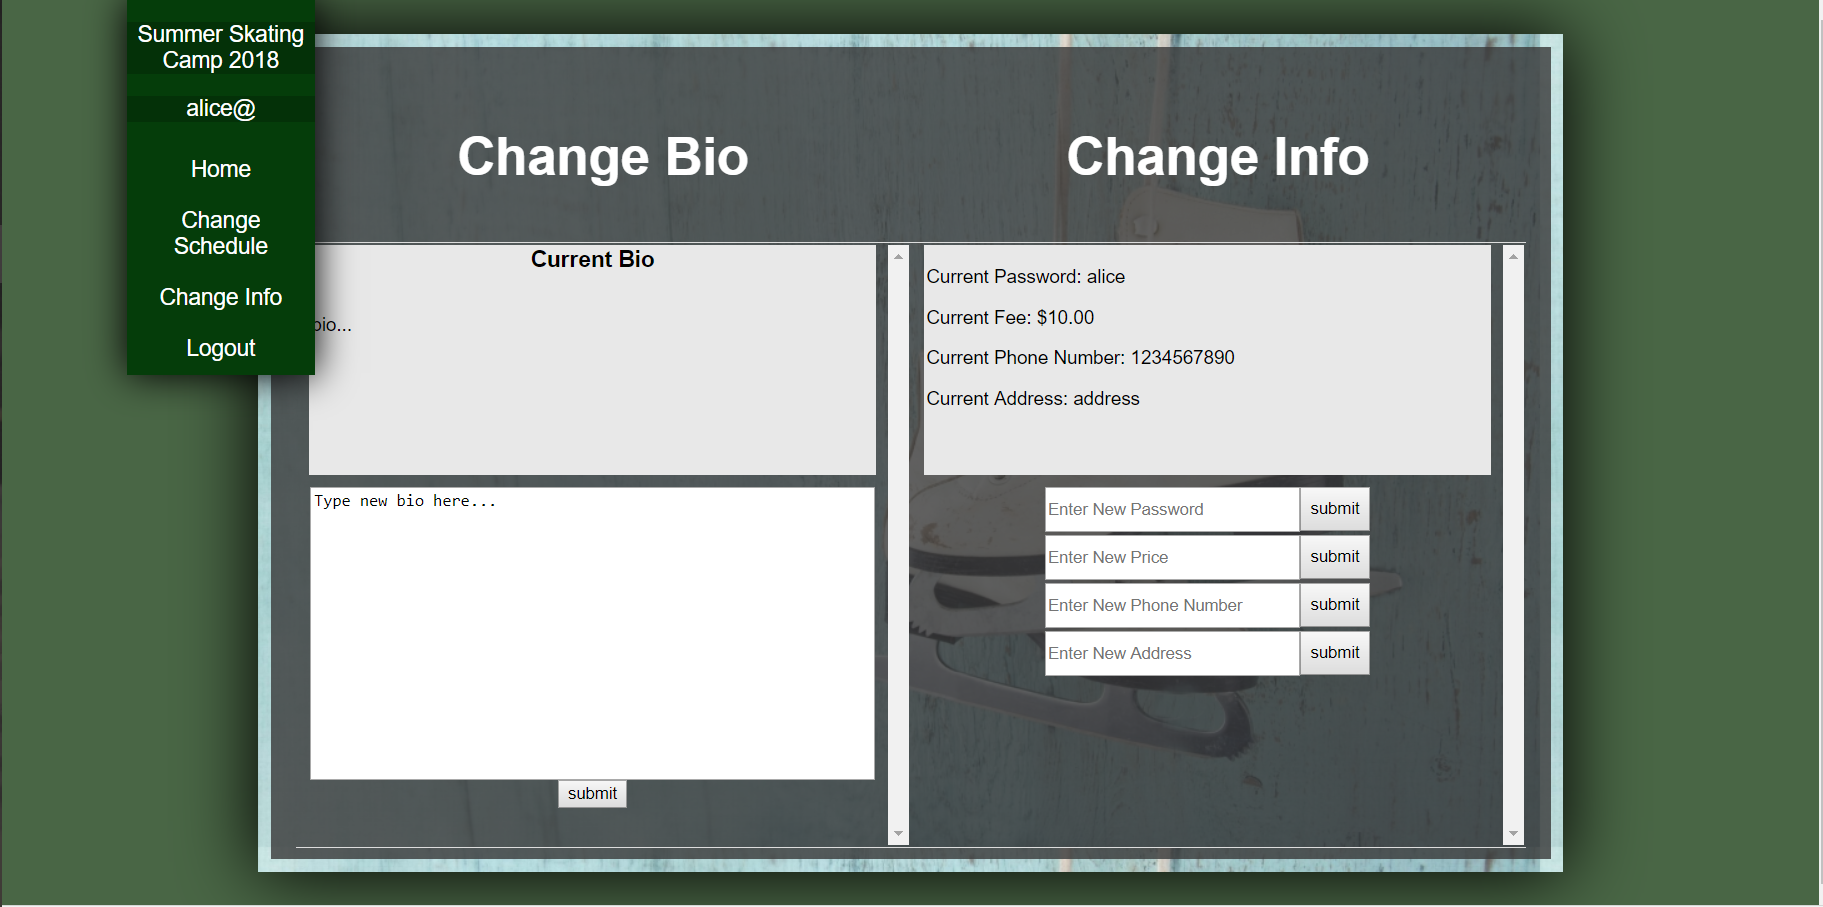 Summer Skating
Camp 2018
alice@
Home
Change
Schedule
Change Info
Logout
Change Bio
Current Bio
bio...
Type new bio here...
submit
Change Info
Current Password: alice
Current Fee: $10.00
Current Phone Number: 1234567890
Current Address: address
Enter New Password submit
Enter New Price submit
Enter New Phone Number submit
Enter New Address submit